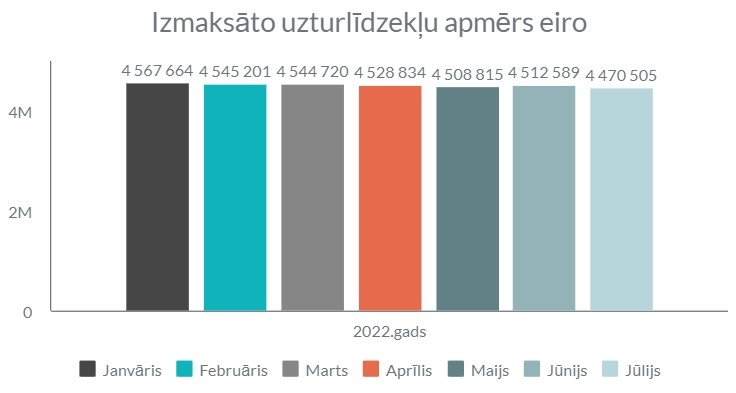 Izmaksāto uzturlīdzekļu apmērs eiro
4 567 664 4 545 201 4 544 720 4 528 834 4 508 815 4 512 589 4 470 505
4M
2M
0
2022.gads
Janvāris Februāris Marts Aprīlis Maijs Jūnijs Jūlijs